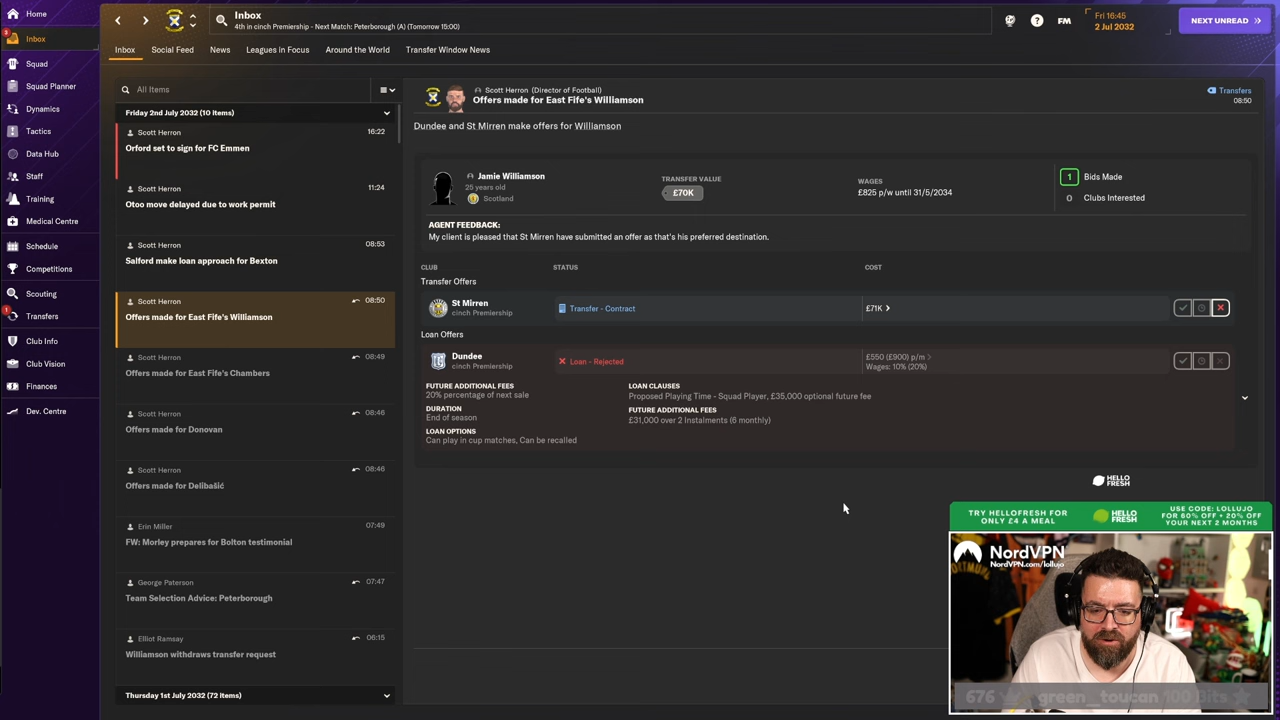 Home
3
Inbox
Squad
Squad Planner
Dynamics
Tactics
Data Hub
Staff
Training
Medical Centre
Schedule
Competitions
Scouting
1
Transfers
Club Info
Club Vision
Finances
Dev. Centre
Inbox
4th in cinch Premiership - Next Match: Peterborough (A) (Tomorrow 15:00)
?
FM
Fri 16:45
2 Jul 2032
NEXT UNREAD
Inbox
Social Feed
News
Leagues in Focus
Around the World
Transfer Window News
All Items
Friday 2nd July 2032 (10 Items)
Scott Herron 16:22
Orford set to sign for FC Emmen
Scott Herron 11:24
Otoo move delayed due to work permit
Scott Herron 08:53
Salford make loan approach for Bexton
Scott Herron 08:50
Offers made for East Fife's Williamson
Scott Herron 08:49
Offers made for East Fife's Chambers
Scott Herron 08:46
Offers made for Donovan
Scott Herron 08:46
Offers made for Delibašić
Erin Miller 07:49
FW: Morley prepares for Bolton testimonial
George Paterson 07:47
Team Selection Advice: Peterborough
Elliot Ramsay 06:15
Williamson withdraws transfer request
Thursday 1st July 2032 (72 Items)
Scott Herron (Director of Football)
Offers made for East Fife's Williamson
Transfers
08:50
Dundee and St Mirren make offers for Williamson
Jamie Williamson
25 years old
Scotland
TRANSFER VALUE
£70K
WAGES
£825 p/w until 31/5/2034
1 Bids Made
0 Clubs Interested
AGENT FEEDBACK:
My client is pleased that St Mirren have submitted an offer as that's his preferred destination.
CLUB STATUS COST
Transfer Offers
St Mirren
cinch Premiership
Transfer - Contract
£71K
Loan Offers
Dundee
cinch Premiership
Loan - Rejected
£550 (£900) p/m
Wages: 10% (20%)
FUTURE ADDITIONAL FEES
20% percentage of next sale
DURATION
End of season
LOAN OPTIONS
Can play in cup matches, Can be recalled
LOAN CLAUSES
Proposed Playing Time - Squad Player, £35,000 optional future fee
FUTURE ADDITIONAL FEES
£31,000 over 2 Instalments (6 monthly)
HELLO
FRESH
TRY HELLOFRESH FOR
ONLY £4 A MEAL
HELLO
FRESH
USE CODE: LOLLUJO
FOR 60% OFF + 20% OFF
YOUR NEXT 2 MONTHS
NordVPN
NordVPN.com/lollujo
676
green_toucan 100 Bits